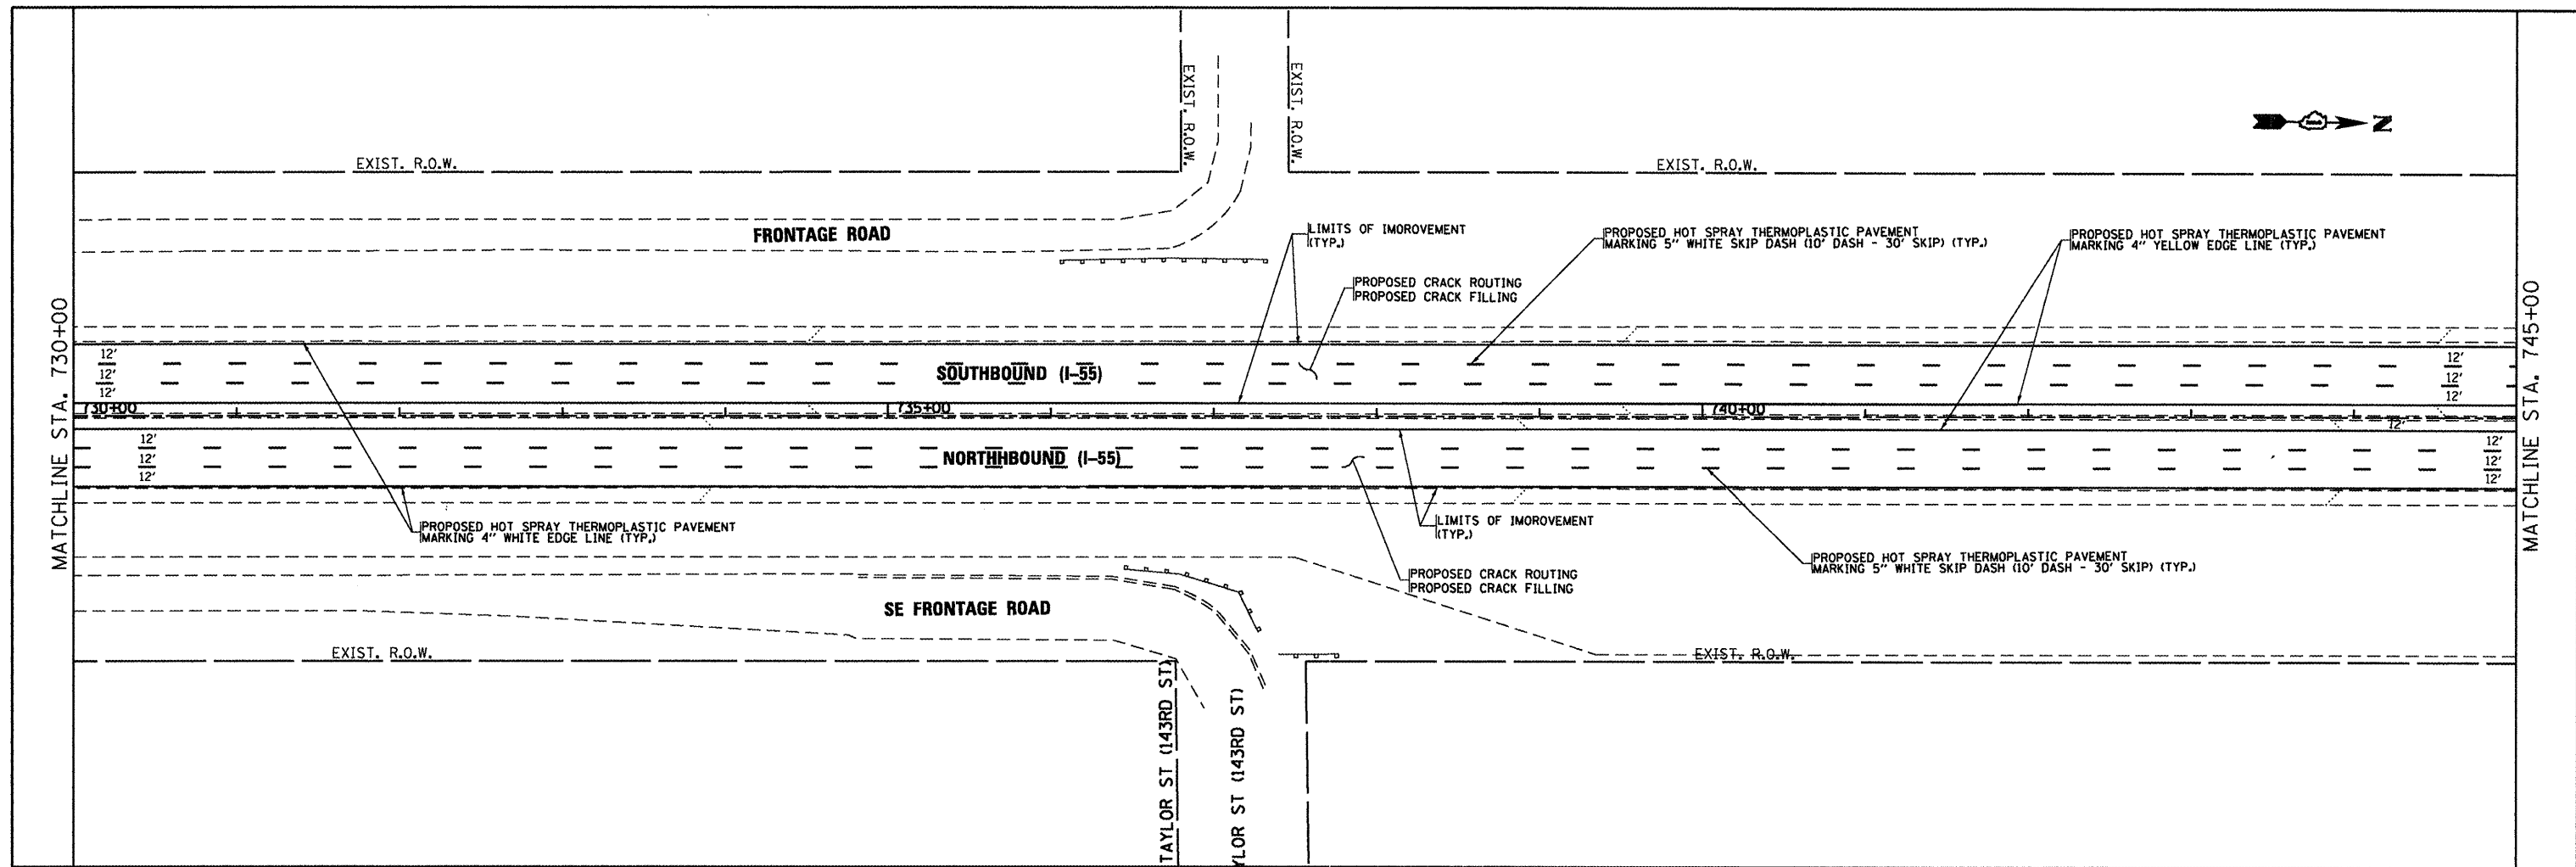 EXIST. R.O.W.
EXIST. R.O.W.
N
EXIST. R.O.W.
EXIST. R.O.W.
FRONTAGE ROAD
LIMITS OF IMOROVEMENT
(TYP.)
PROPOSED HOT SPRAY THERMOPLASTIC PAVEMENT
MARKING 5" WHITE SKIP DASH (10' DASH - 30' SKIP) (TYP.)
PROPOSED HOT SPRAY THERMOPLASTIC PAVEMENT
MARKING 4" YELLOW EDGE LINE (TYP.)
PROPOSED CRACK ROUTING
PROPOSED CRACK FILLING
MATCHLINE STA. 730+00
MATCHLINE STA. 745+00
12'
12'
12'
SOUTHBOUND (I-55)
12'
12'
12'
730+00
735+00
740+00
12'
12'
12'
12'
NORTHHBOUND (I-55)
12'
12'
12'
PROPOSED HOT SPRAY THERMOPLASTIC PAVEMENT
MARKING 4" WHITE EDGE LINE (TYP.)
LIMITS OF IMOROVEMENT
(TYP.)
PROPOSED CRACK ROUTING
PROPOSED CRACK FILLING
PROPOSED HOT SPRAY THERMOPLASTIC PAVEMENT
MARKING 5" WHITE SKIP DASH (10' DASH - 30' SKIP) (TYP.)
SE FRONTAGE ROAD
EXIST. R.O.W.
EXIST. R.O.W.
TAYLOR ST (143RD ST)
YLOR ST (143RD ST)